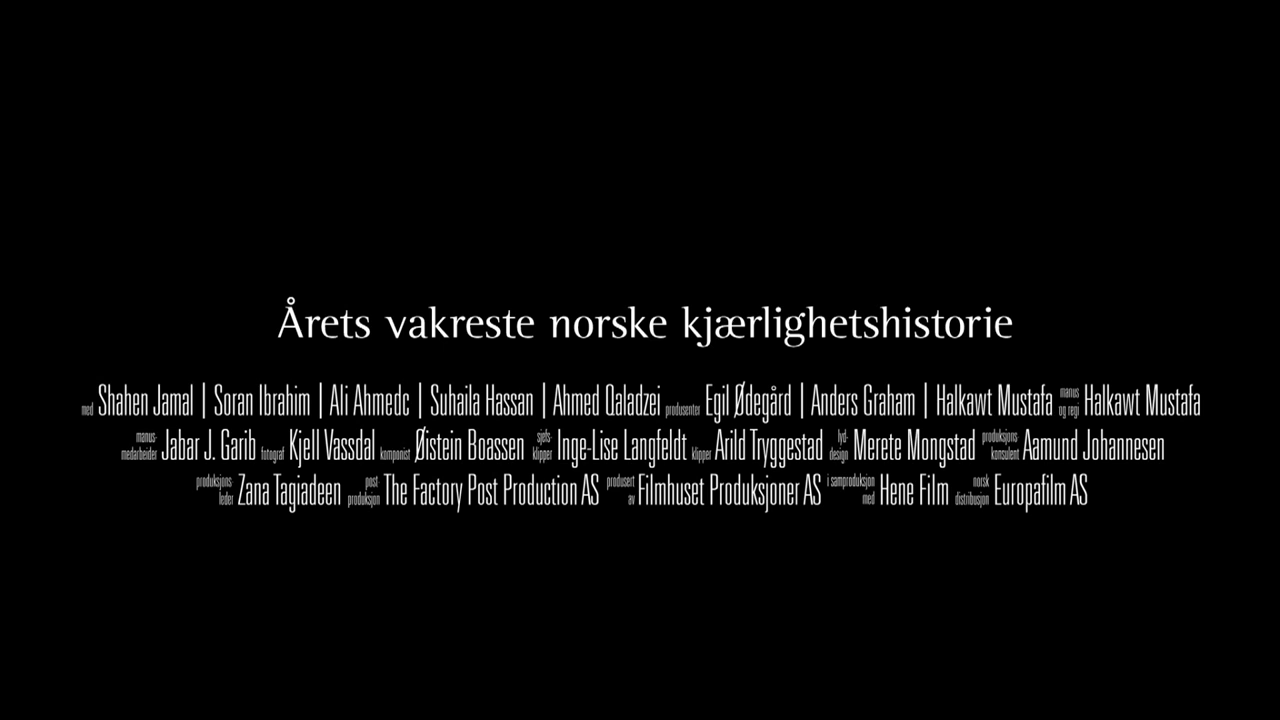 Årets vakreste norske kjærlighetshistorie
med Shahen Jamal | Soran Ibrahim | Ali Ahmedc | Suhaila Hassan | Ahmed Qaladzei produsenter Egil Ødegård | Anders Graham | Halkawt Mustafa manus og regi Halkawt Mustafa
manus- medarbeider Jabar J. Garib fotograf Kjell Vassdal komponist Øistein Boassen sjefs- klipper Inge-Lise Langfeldt klipper Arild Tryggestad lyd- design Merete Mongstad produksjons- konsulent Aamund Johannesen
produksjons- leder Zana Tagiadeen post- produksjon The Factory Post Production AS produsert av Filmhuset Produksjoner AS i samproduksjon med Hene Film norsk distribusjon Europafilm AS